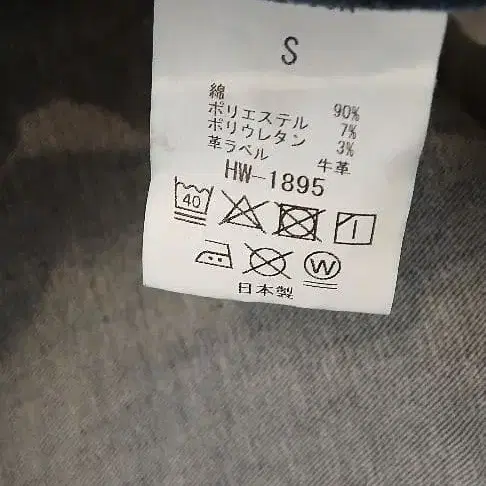 S
綿 90%
ポリエステル 7%
ポリウレタン 3%
革ラベル 牛革
HW-1895
40
W
日本製